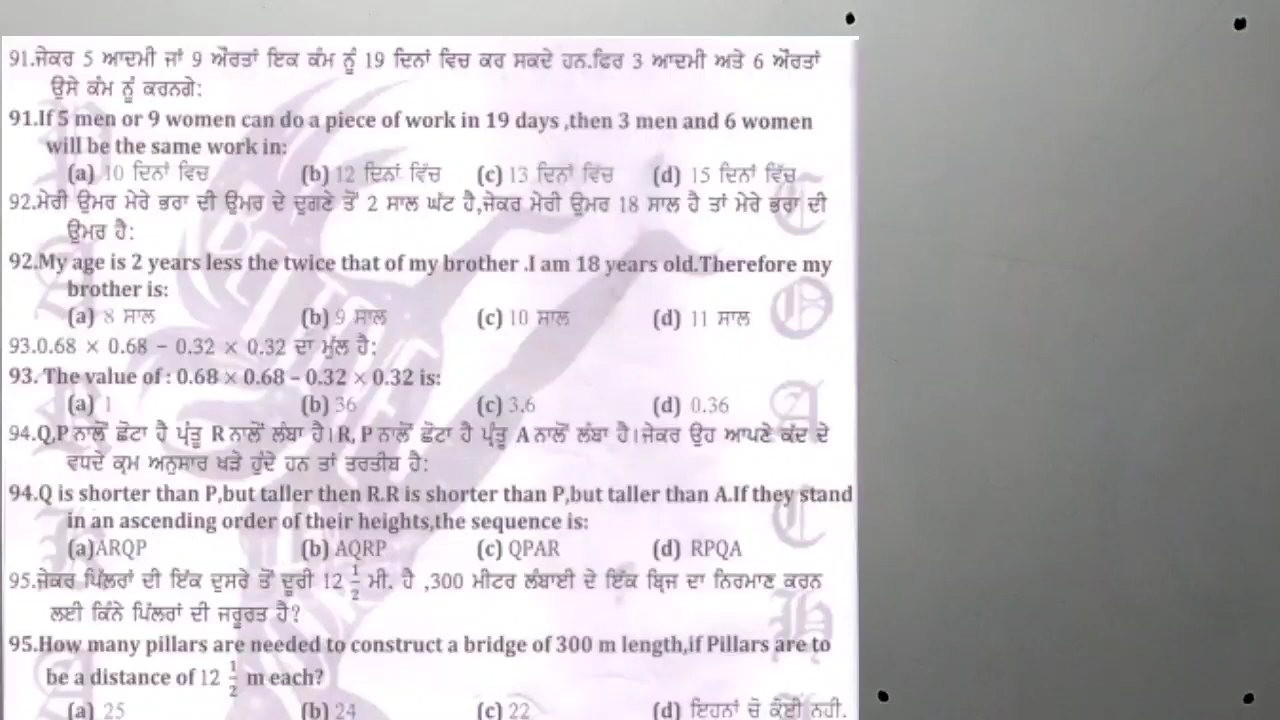 91.ਜੇਕਰ 5 ਆਦਮੀ ਜਾਂ 9 ਔਰਤਾਂ ਇਕ ਕੰਮ ਨੂੰ 19 ਦਿਨਾਂ ਵਿਚ ਕਰ ਸਕਦੇ ਹਨ.ਫਿਰ 3 ਆਦਮੀ ਅਤੇ 6 ਔਰਤਾਂ
ਉਸੇ ਕੰਮ ਨੂੰ ਕਰਨਗੇ:
91.If 5 men or 9 women can do a piece of work in 19 days ,then 3 men and 6 women
will be the same work in:
(a) 10 ਦਿਨਾਂ ਵਿਚ (b) 12 ਦਿਨਾਂ ਵਿੱਚ (c) 13 ਦਿਨਾਂ ਵਿੱਚ (d) 15 ਦਿਨਾਂ ਵਿੱਚ
92.ਮੇਰੀ ਉਮਰ ਮੇਰੇ ਭਰਾ ਦੀ ਉਮਰ ਦੇ ਦੁਗਣੇ ਤੋਂ 2 ਸਾਲ ਘੱਟ ਹੈ,ਜੇਕਰ ਮੇਰੀ ਉਮਰ 18 ਸਾਲ ਹੈ ਤਾਂ ਮੇਰੇ ਭਰਾ ਦੀ
ਉਮਰ ਹੈ:
92.My age is 2 years less the twice that of my brother .I am 18 years old.Therefore my
brother is:
(a) 8 ਸਾਲ (b) 9 ਸਾਲ (c) 10 ਸਾਲ (d) 11 ਸਾਲ
93.0.68 × 0.68 − 0.32 × 0.32 ਦਾ ਮੁੱਲ ਹੈ:
93. The value of : 0.68 × 0.68 – 0.32 × 0.32 is:
(a) 1 (b) 36 (c) 3.6 (d) 0.36
94.Q,P ਨਾਲੋਂ ਛੋਟਾ ਹੈ ਪ੍ਰੰਤੂ R ਨਾਲੋਂ ਲੰਬਾ ਹੈ।R, P ਨਾਲੋਂ ਛੋਟਾ ਹੈ ਪ੍ਰੰਤੂ A ਨਾਲੋਂ ਲੰਬਾ ਹੈ।ਜੇਕਰ ਉਹ ਆਪਣੇ ਕੱਦ ਦੇ
ਵਧਦੇ ਕ੍ਰਮ ਅਨੁਸਾਰ ਖੜੇ ਹੁੰਦੇ ਹਨ ਤਾਂ ਤਰਤੀਬ ਹੈ:
94.Q is shorter than P,but taller then R.R is shorter than P,but taller than A.If they stand
in an ascending order of their heights,the sequence is:
(a)ARQP (b) AQRP (c) QPAR (d) RPQA
95.ਜੇਕਰ ਪਿੱਲਰਾਂ ਦੀ ਇੱਕ ਦੁਸਰੇ ਤੋਂ ਦੂਰੀ 12 1/2 ਮੀ. ਹੈ ,300 ਮੀਟਰ ਲੰਬਾਈ ਦੇ ਇੱਕ ਬ੍ਰਿਜ ਦਾ ਨਿਰਮਾਣ ਕਰਨ
ਲਈ ਕਿੰਨੇ ਪਿੱਲਰਾਂ ਦੀ ਜਰੂਰਤ ਹੈ?
95.How many pillars are needed to construct a bridge of 300 m length,if Pillars are to
be a distance of 12 1/2 m each?
(a) 25 (b) 24 (c) 22 (d) ਇਹਨਾਂ ਚੋ ਕੋਈ ਨਹੀ.